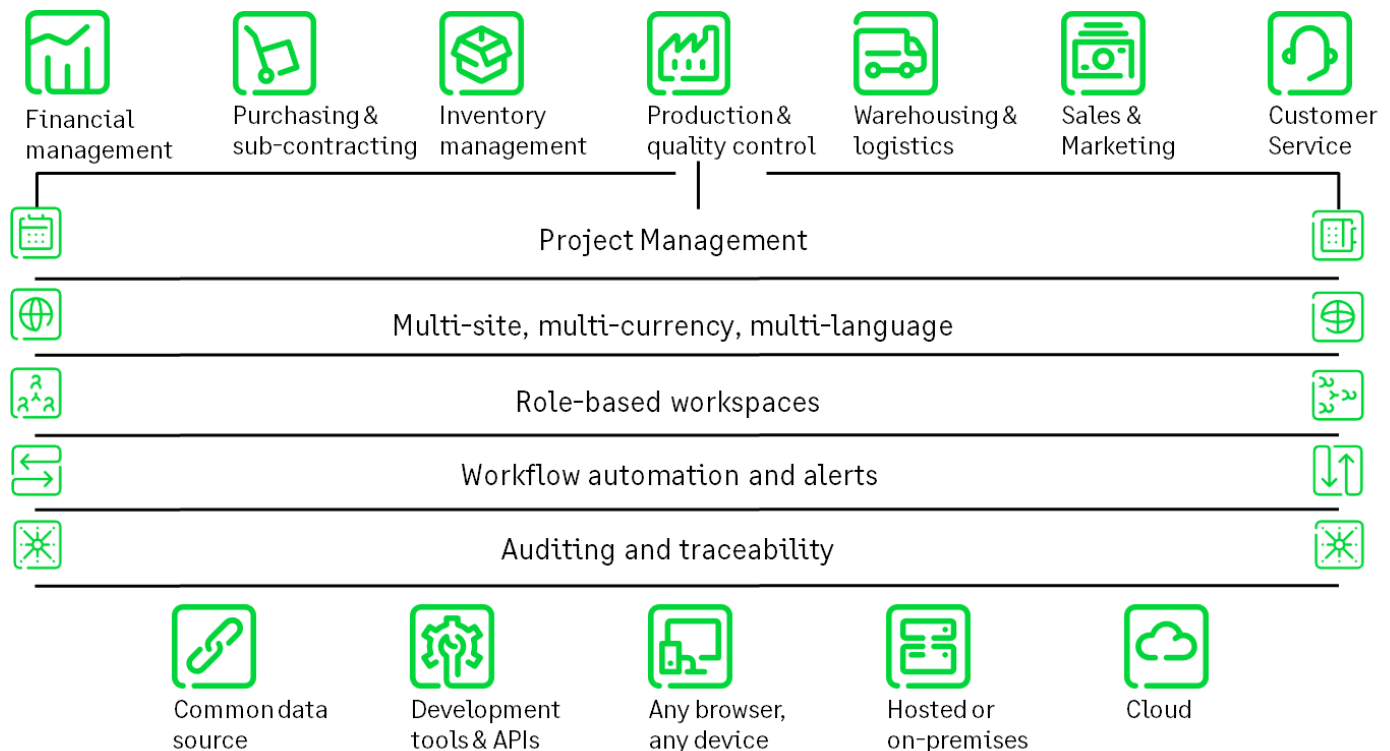 Financial
management
Purchasing &
sub-contracting
Inventory
management
Production &
quality control
Warehousing &
logistics
Sales &
Marketing
Customer
Service
Project Management
Multi-site, multi-currency, multi-language
Role-based workspaces
Workflow automation and alerts
Auditing and traceability
Common data
source
Development
tools & APIs
Any browser,
any device
Hosted or
on-premises
Cloud